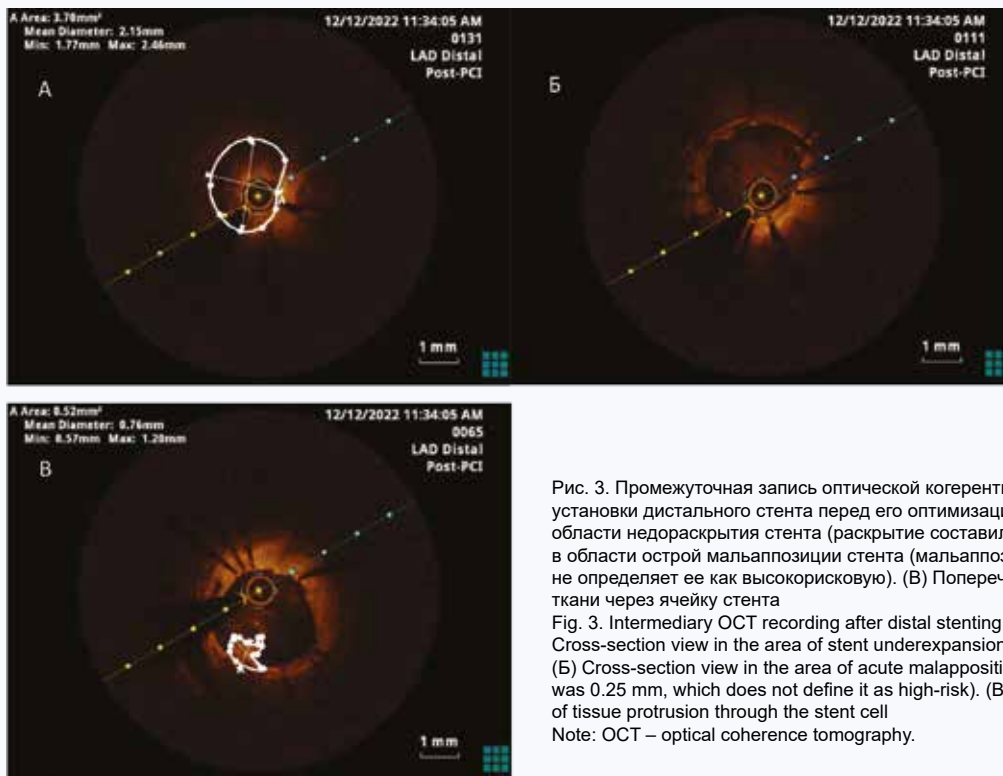 A Area: 3.70mm²
Mean Diameter: 2.15mm
Min: 1.77mm Max: 2.46mm
А
12/12/2022 11:34:05 AM
0131
LAD Distal
Post-PCI
1 mm
Б
12/12/2022 11:34:05 AM
0111
LAD Distal
Post-PCI
1 mm
A Area: 0.52mm²
Mean Diameter: 0.76mm
Min: 0.57mm Max: 1.20mm
В
12/12/2022 11:34:05 AM
0065
LAD Distal
Post-PCI
1 mm
Рис. 3. Промежуточная запись оптической
установки дистального стента перед его
области недораскрытия стента (раскрытие
в области острой мальаппозиции стента
не определяет ее как высокорисковую). (В)
ткани через ячейку стента
Fig. 3. Intermediary OCT recording after distal stenting
Cross-section view in the area of stent underexpansion
(Б) Cross-section view in the area of acute
was 0.25 mm, which does not define it as high-risk).
of tissue protrusion through the stent cell
Note: OCT – optical coherence tomography.